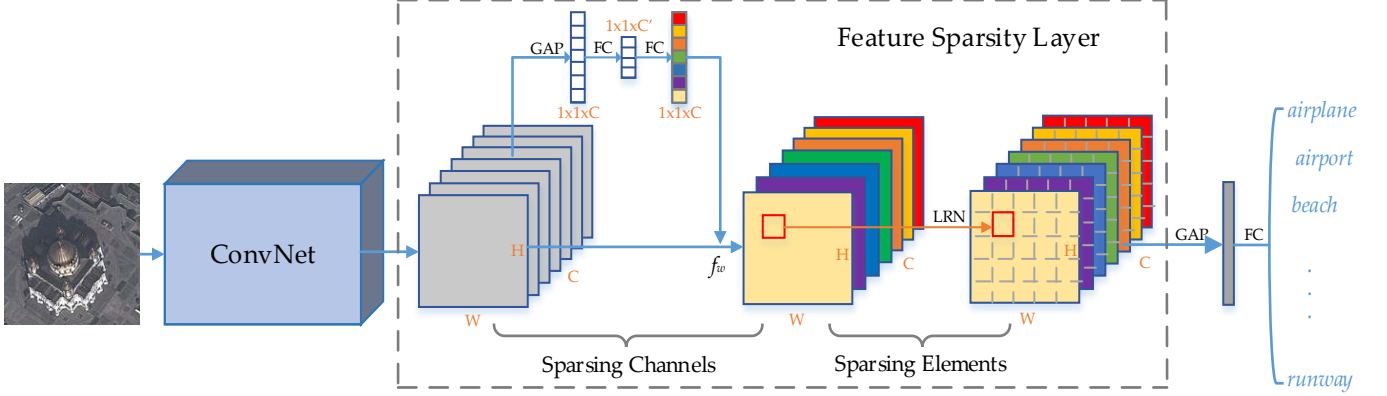 Feature Sparsity Layer
1x1xC'
GAP
FC
FC
1x1xC
1x1xC
ConvNet
H
C
W
f_w
H
C
W
LRN
H
C
W
Sparsing Channels
Sparsing Elements
GAP
FC
airplane
airport
beach
.
.
.
runway